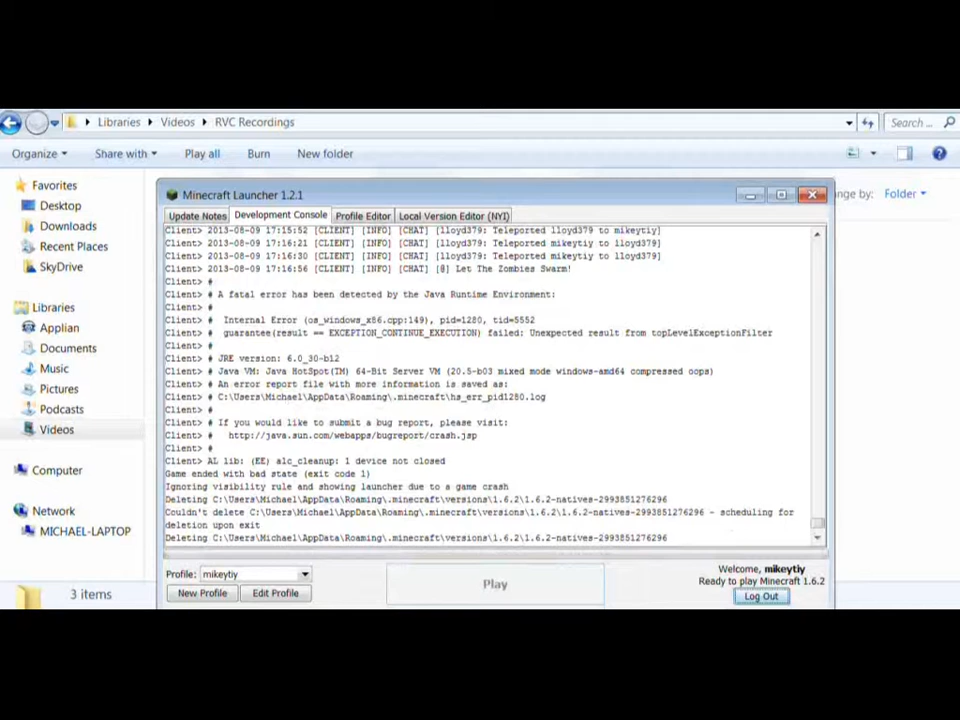 Libraries Videos RVC Recordings Search ...
Organize Share with Play all Burn New folder
Favorites
Desktop
Downloads
Recent Places
SkyDrive
Libraries
Applian
Documents
Music
Pictures
Podcasts
Videos
Computer
Network
MICHAEL-LAPTOP
3 items
nge by: Folder
Minecraft Launcher 1.2.1
Update Notes Development Console Profile Editor Local Version Editor (NYI)
Client> 2013-08-09 17:15:52 [CLIENT] [INFO] [CHAT] [lloyd379: Teleported lloyd379 to mikeytiy]
Client> 2013-08-09 17:16:21 [CLIENT] [INFO] [CHAT] [lloyd379: Teleported mikeytiy to lloyd379]
Client> 2013-08-09 17:16:30 [CLIENT] [INFO] [CHAT] [lloyd379: Teleported mikeytiy to lloyd379]
Client> 2013-08-09 17:16:56 [CLIENT] [INFO] [CHAT] [@] Let The Zombies Swarm!
Client> #
Client> # A fatal error has been detected by the Java Runtime Environment:
Client> #
Client> #  Internal Error (os_windows_x86.cpp:149), pid=1280, tid=5552
Client> #  guarantee(result == EXCEPTION_CONTINUE_EXECUTION) failed: Unexpected result from topLevelExceptionFilter
Client> #
Client> # JRE version: 6.0_30-b12
Client> # Java VM: Java HotSpot(TM) 64-Bit Server VM (20.5-b03 mixed mode windows-amd64 compressed oops)
Client> # An error report file with more information is saved as:
Client> # C:\Users\Michael\AppData\Roaming\.minecraft\hs_err_pid1280.log
Client> #
Client> # If you would like to submit a bug report, please visit:
Client> #   http://java.sun.com/webapps/bugreport/crash.jsp
Client> #
Client> AL lib: (EE) alc_cleanup: 1 device not closed
Game ended with bad state (exit code 1)
Ignoring visibility rule and showing launcher due to a game crash
Deleting C:\Users\Michael\AppData\Roaming\.minecraft\versions\1.6.2\1.6.2-natives-2993851276296
Couldn't delete C:\Users\Michael\AppData\Roaming\.minecraft\versions\1.6.2\1.6.2-natives-2993851276296 - scheduling for
deletion upon exit
Deleting C:\Users\Michael\AppData\Roaming\.minecraft\versions\1.6.2\1.6.2-natives-2993851276296
Profile: mikeytiy
New Profile Edit Profile
Play
Welcome, mikeytiy
Ready to play Minecraft 1.6.2
Log Out